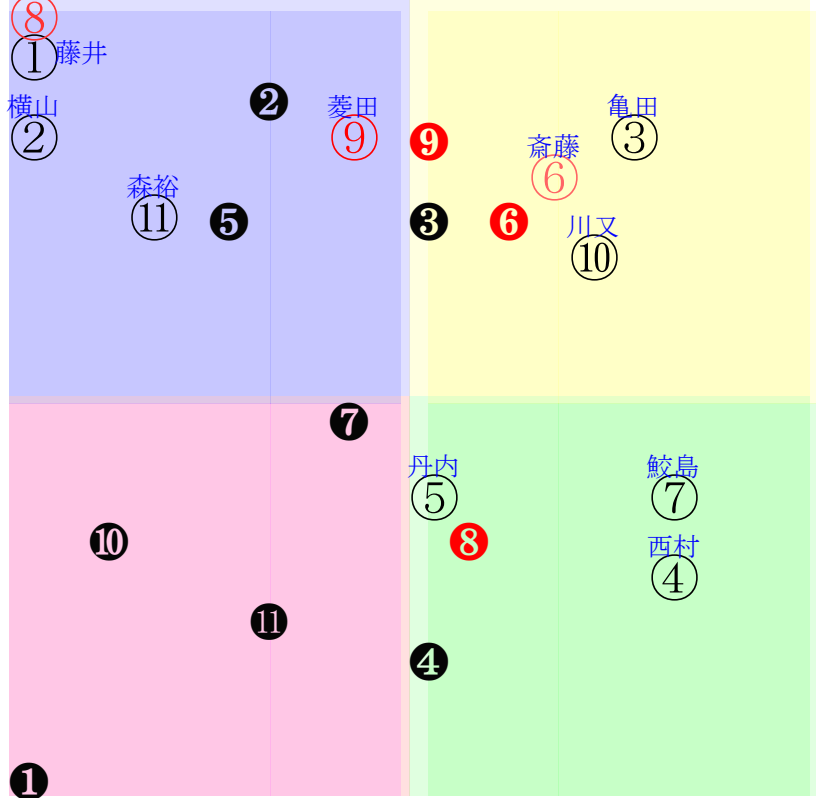 ⑧
①藤井
横山
②
❷
菱田
⑨
❾
亀田
③
斎藤
⑥
森裕
⑪
❺
❸
❻
川又
⑩
❼
丹内
⑤
鮫島
⑦
❿
❽
西村
④
⓫
❹
❶